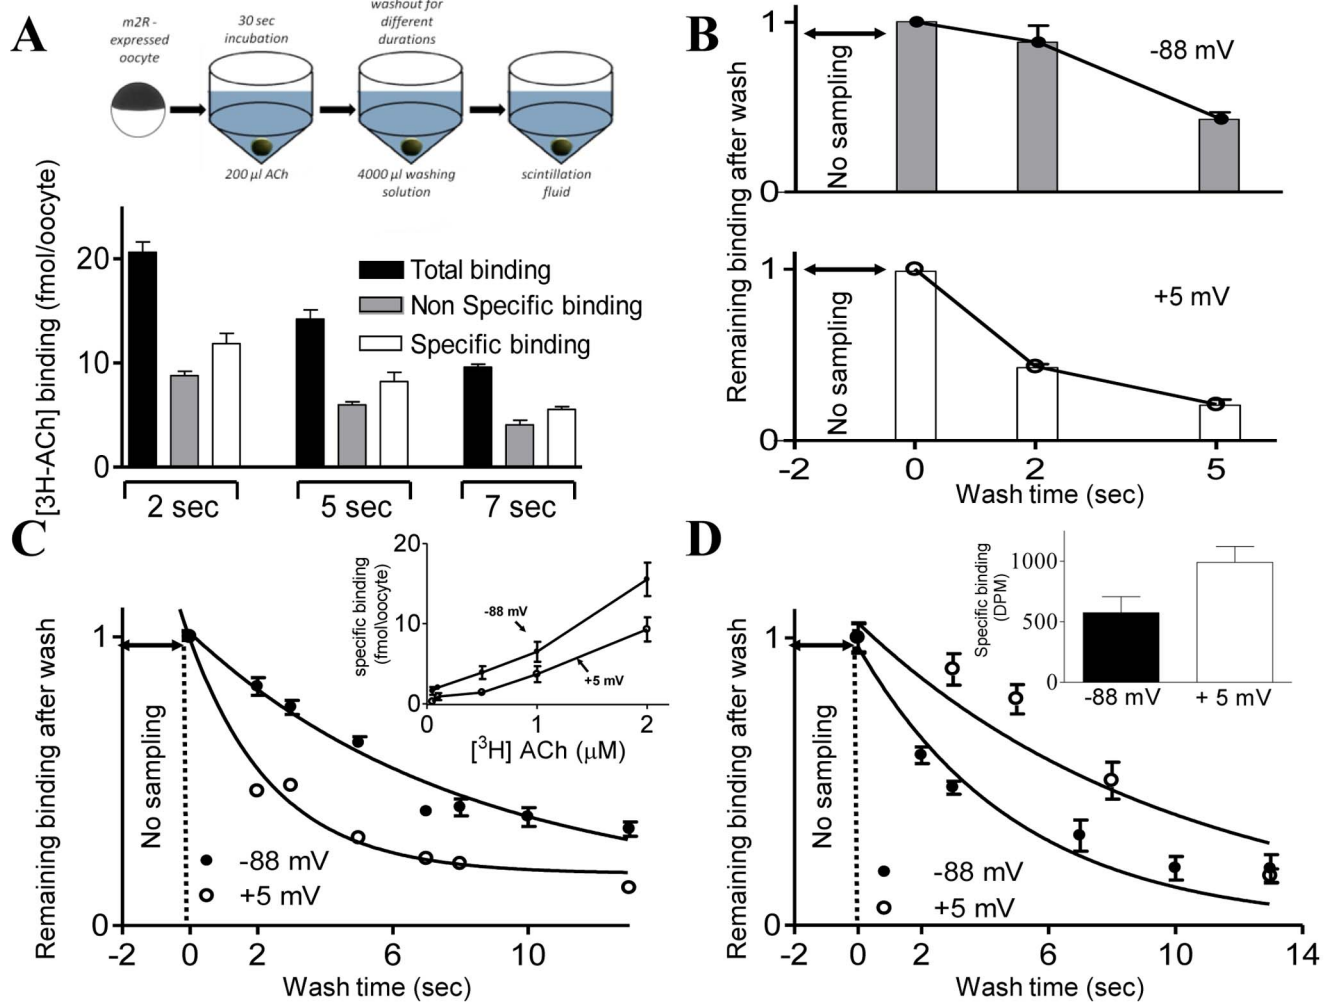 A
m2R -
expressed
oocyte
30 sec
incubation
washout for
different
durations
200 µl ACh
4000 µl washing
solution
scintillation
fluid
[3H-ACh] binding (fmol/oocyte)
20
10
0
Total binding
Non Specific binding
Specific binding
2 sec
5 sec
7 sec
B
Remaining binding after wash
1
0
No sampling
-88 mV
1
0
No sampling
+5 mV
-2
0
2
5
Wash time (sec)
C
Remaining binding after wash
1
0
No sampling
-88 mV
+5 mV
-2
0
2
6
10
Wash time (sec)
specific binding
(fmol\oocyte)
20
10
0
-88 mV
+5 mV
0
1
2
[³H] ACh (μM)
D
Remaining binding after wash
1
0
No sampling
-88 mV
+5 mV
-2
0
2
6
10
14
Wash time (sec)
Specific binding
(DPM)
1000
500
0
-88 mV
+ 5 mV